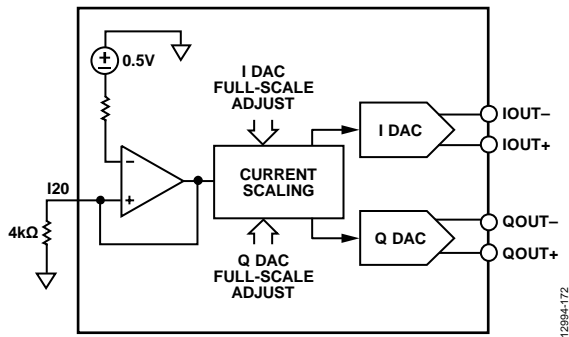 0.5V
I DAC
FULL-SCALE
ADJUST
I DAC
IOUT–
IOUT+
–
+
CURRENT
SCALING
I20
4kΩ
Q DAC
QOUT–
QOUT+
Q DAC
FULL-SCALE
ADJUST
12994-172